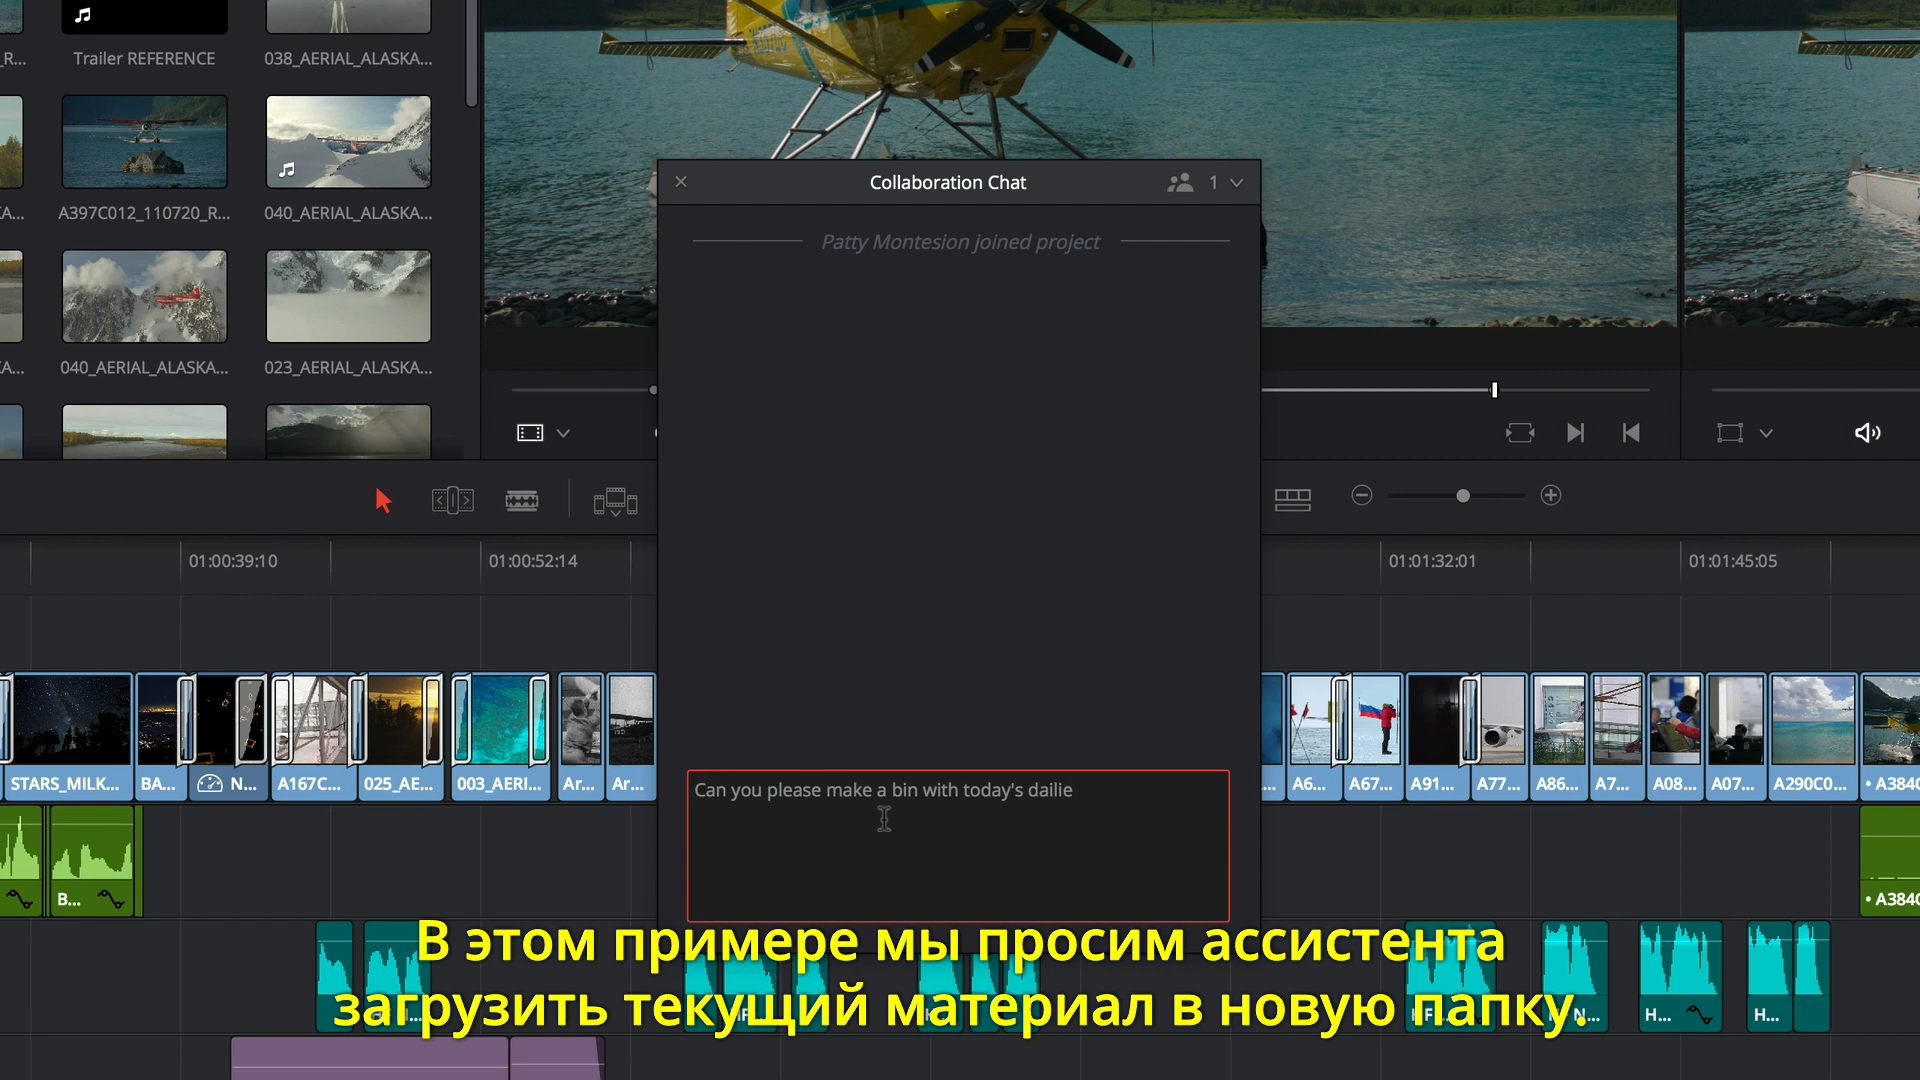 _R...
Trailer REFERENCE
038_AERIAL_ALASKA...
A...
A397C012_110720_R...
040_AERIAL_ALASKA...
A...
040_AERIAL_ALASKA...
023_AERIAL_ALASKA...
Collaboration Chat
1
Patty Montesion joined project
01:00:39:10
01:00:52:14
01:01:32:01
01:01:45:05
STARS_MILK...
BA...
N...
A167C...
025_AE...
003_AERI...
Ar...
Ar...
A6...
A67...
A91...
A77...
A86...
A7...
A08...
A07...
A290C0...
• A384C
Can you please make a bin with today's dailie
B...
• A384C
В этом примере мы просим ассистента
загрузить текущий материал в новую папку.
H...
H...